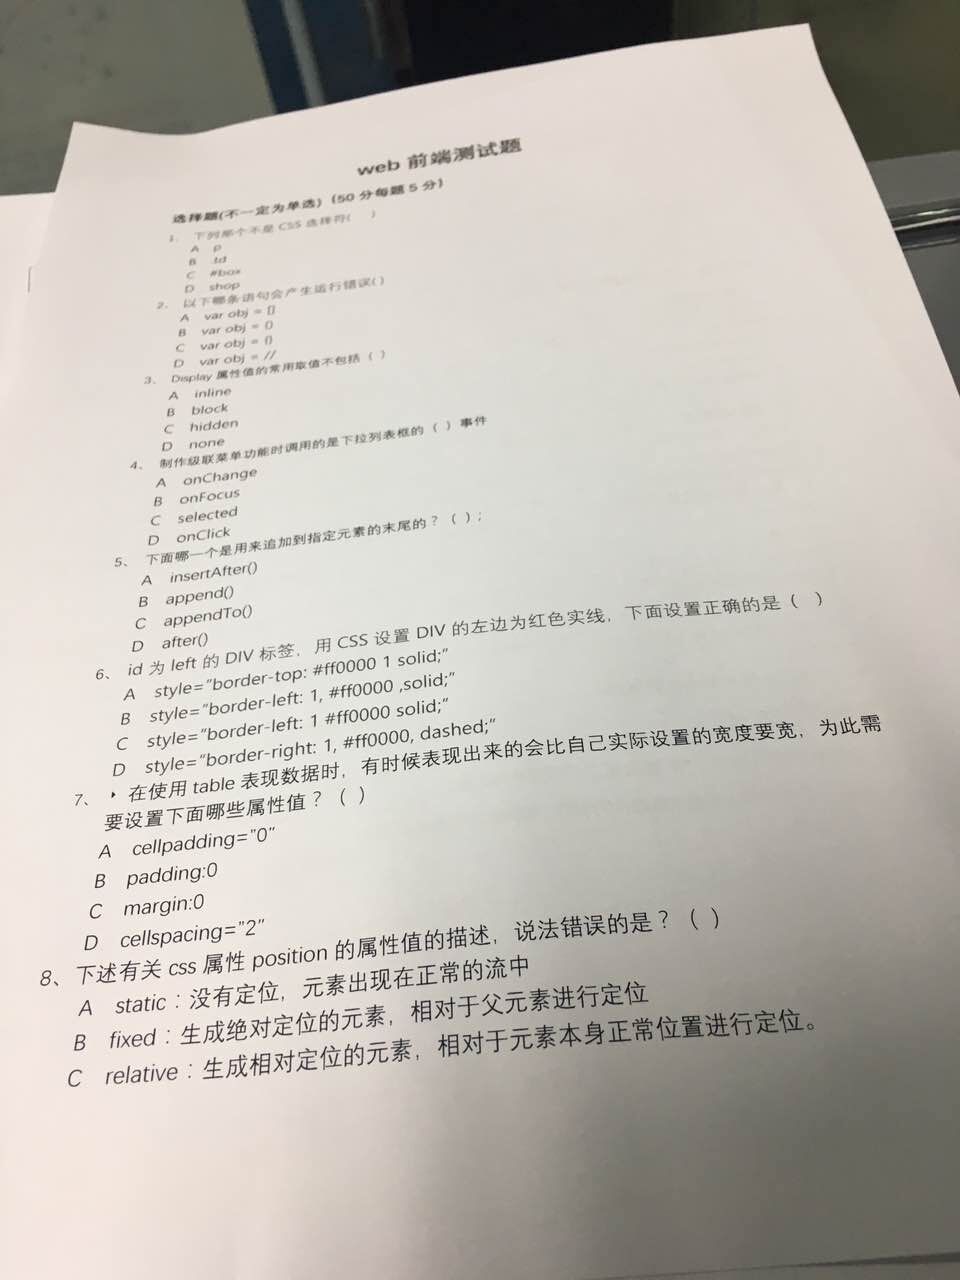 web 前端测试题
选择题(不一定为单选)（50 分每题 5 分）
1、 下列那个不是 CSS 选择符( )
A p
B .td
C #box
D shop
2、 以下哪条语句会产生运行错误( )
A var obj = []
B var obj = ()
C var obj = {}
D var obj = //
3、 Display 属性值的常用取值不包括（ ）
A inline
B block
C hidden
D none
4、 制作级联菜单功能时调用的是下拉列表框的（ ）事件
A onChange
B onFocus
C selected
D onClick
5、 下面哪一个是用来追加到指定元素的末尾的？（ ）；
A insertAfter()
B append()
C appendTo()
D after()
6、 id 为 left 的 DIV 标签，用 CSS 设置 DIV 的左边为红色实线，下面设置正确的是（ ）
A style="border-top: #ff0000 1 solid;"
B style="border-left: 1, #ff0000 ,solid;"
C style="border-left: 1 #ff0000 solid;"
D style="border-right: 1, #ff0000, dashed;"
7、 在使用 table 表现数据时，有时候表现出来的会比自己实际设置的宽度要宽，为此需
要设置下面哪些属性值？（ ）
A cellpadding="0"
B padding:0
C margin:0
D cellspacing="2"
8、下述有关 css 属性 position 的属性值的描述，说法错误的是？（ ）
A static：没有定位，元素出现在正常的流中
B fixed：生成绝对定位的元素，相对于父元素进行定位
C relative：生成相对定位的元素，相对于元素本身正常位置进行定位。